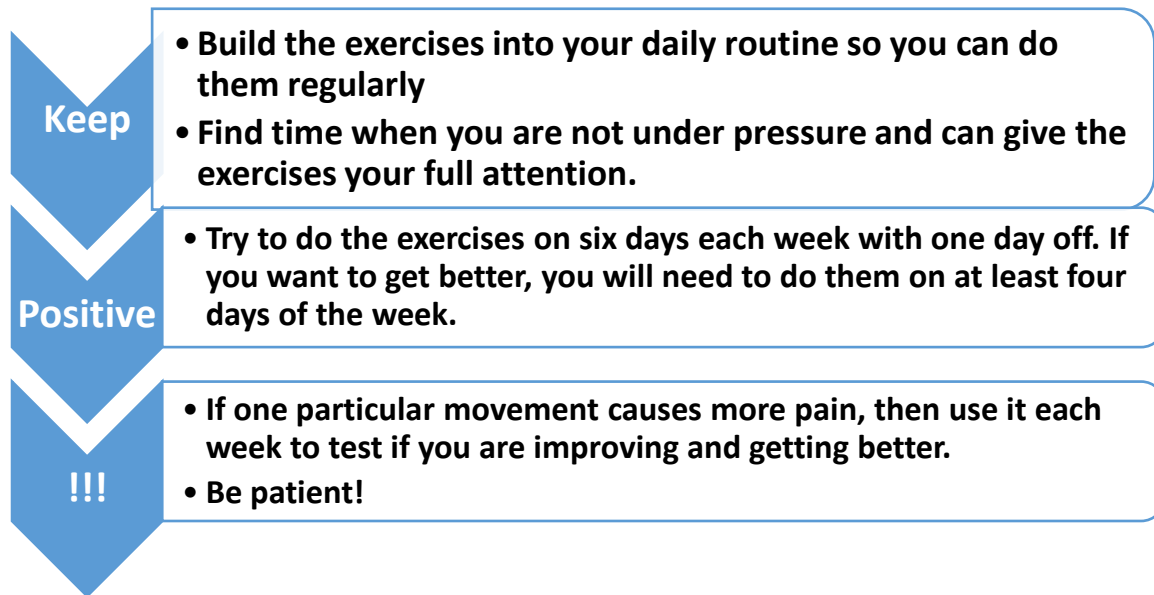 Keep
• Build the exercises into your daily routine so you can do
them regularly
• Find time when you are not under pressure and can give the
exercises your full attention.
Positive
• Try to do the exercises on six days each week with one day off. If
you want to get better, you will need to do them on at least four
days of the week.
!!!
• If one particular movement causes more pain, then use it each
week to test if you are improving and getting better.
• Be patient!